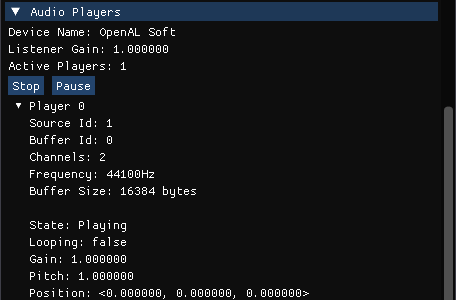 Audio Players
Device Name: OpenAL Soft
Listener Gain: 1.000000
Active Players: 1
Stop Pause
Player 0
Source Id: 1
Buffer Id: 0
Channels: 2
Frequency: 44100Hz
Buffer Size: 16384 bytes
State: Playing
Looping: false
Gain: 1.000000
Pitch: 1.000000
Position: <0.000000, 0.000000, 0.000000>